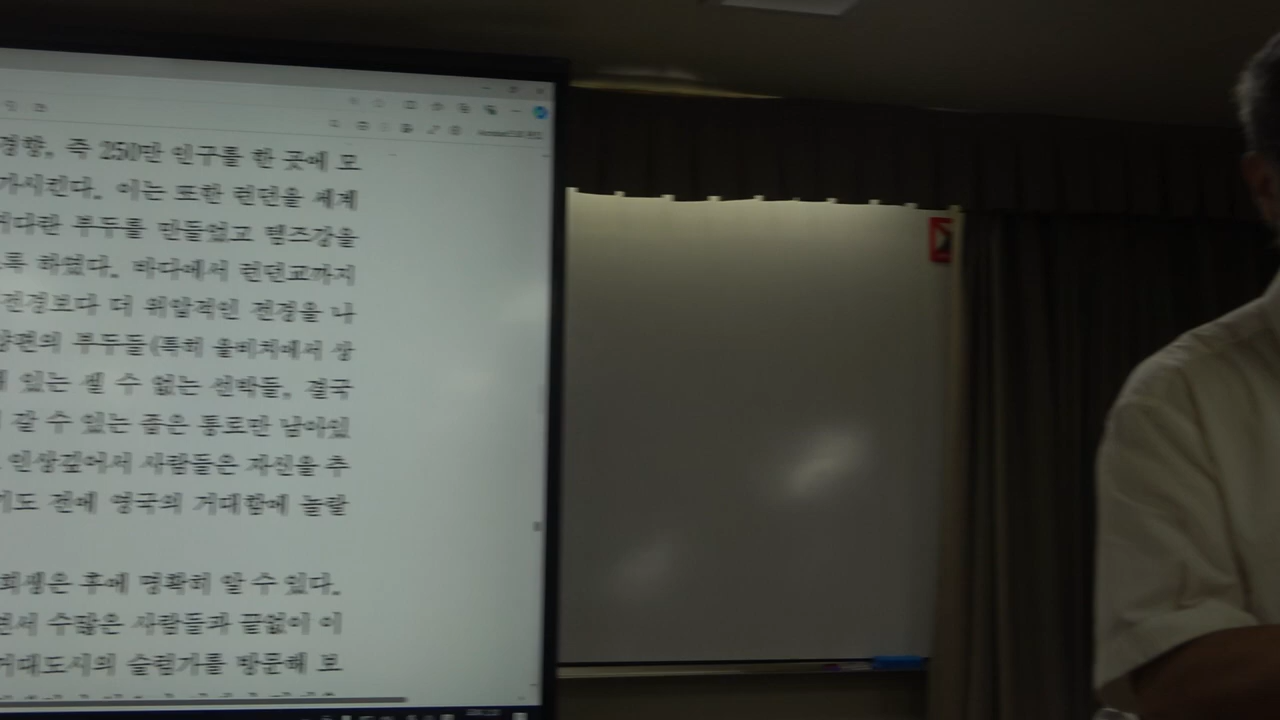 경향, 즉 250만 인구를 한 곳에 모
가시킨다. 이는 또한 런던을 세계
거다란 부두를 만들었고 템즈강을
록 하였다. 바다에서 런던교까지
전경보다 더 위압적인 전경을 나
양편의 부두들(특히 울비치에서 상
있는 셀 수 없는 선박들, 결국
갈 수 있는 좁은 통로만 남아있
인상깊어서 사람들은 자신을 추
기도 전에 영국의 거대함에 놀랄
희생은 후에 명확히 알 수 있다.
면서 수많은 사람들과 끝없이 이
거대도시의 슬럼가를 방문해 보